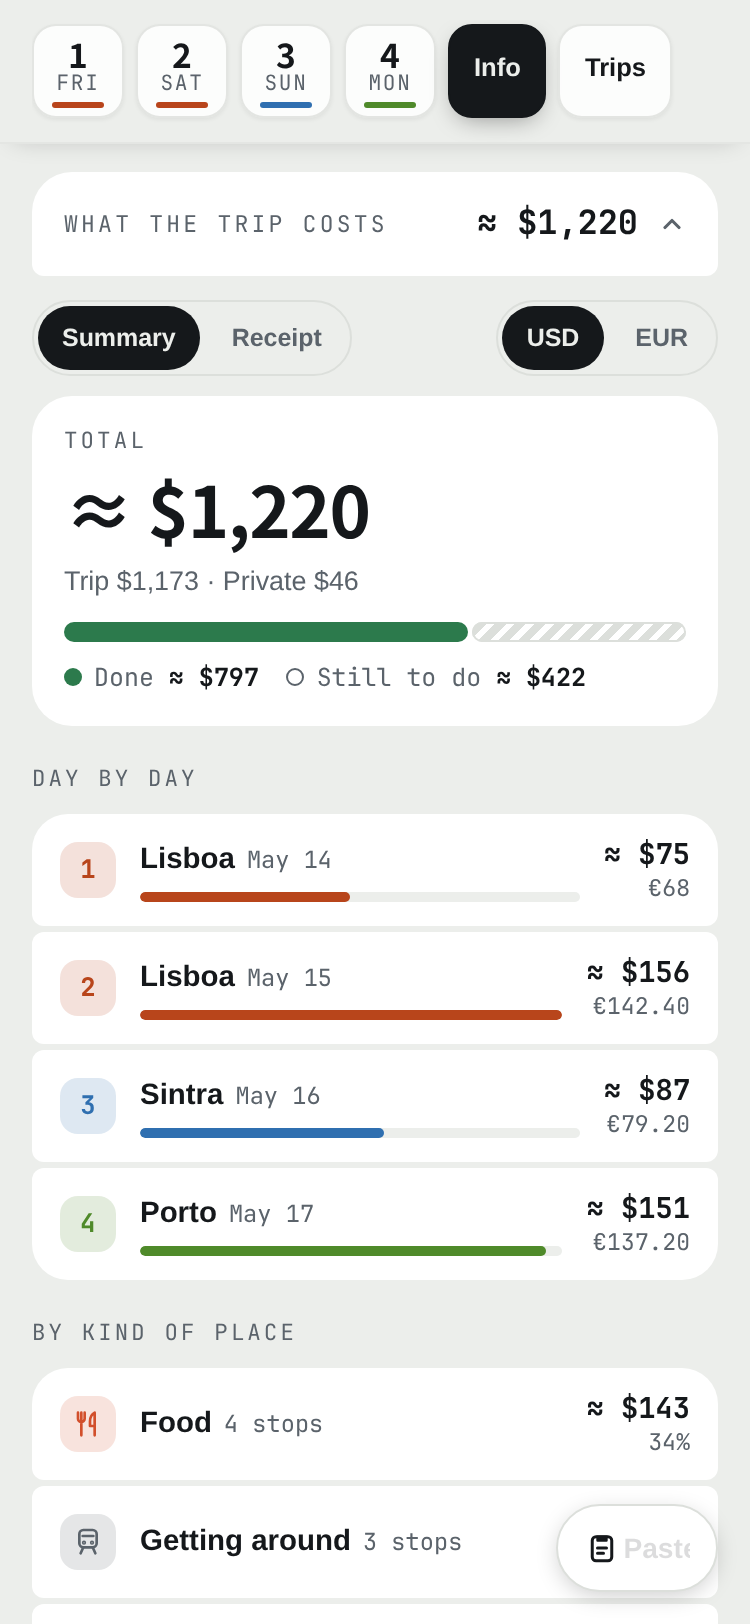 1 2 3 4 Info Trips
FRI SAT SUN MON
WHAT THE TRIP COSTS ≈ $1,220
Summary Receipt USD EUR
TOTAL
≈ $1,220
Trip $1,173 · Private $46
Done ≈ $797 Still to do ≈ $422
DAY BY DAY
1 Lisboa May 14 ≈ $75
€68
2 Lisboa May 15 ≈ $156
€142.40
3 Sintra May 16 ≈ $87
€79.20
4 Porto May 17 ≈ $151
€137.20
BY KIND OF PLACE
Food 4 stops ≈ $143
34%
Getting around 3 stops
Paste